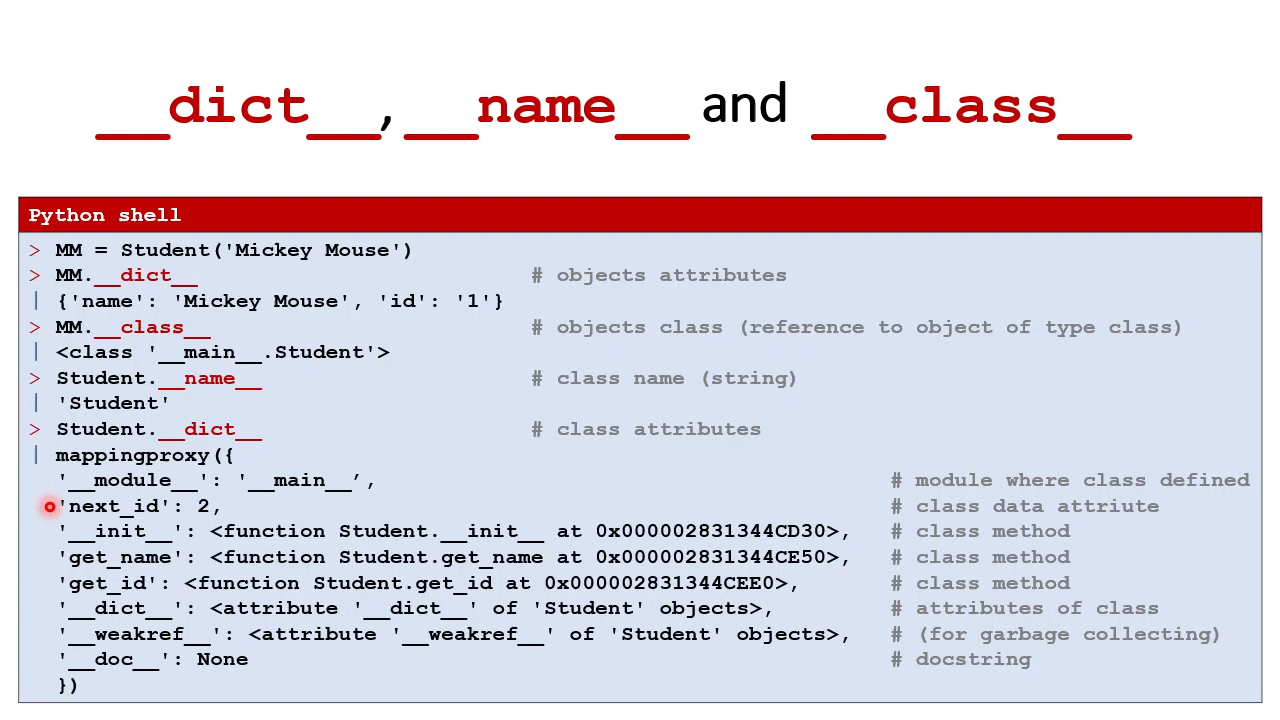 __dict__, __name__ and __class__
Python shell
> MM = Student('Mickey Mouse')
> MM.__dict__ # objects attributes
| {'name': 'Mickey Mouse', 'id': '1'}
> MM.__class__ # objects class (reference to object of type class)
| <class '__main__.Student'>
> Student.__name__ # class name (string)
| 'Student'
> Student.__dict__ # class attributes
| mappingproxy({
'__module__': '__main__’, # module where class defined
'next_id': 2, # class data attriute
'__init__': <function Student.__init__ at 0x000002831344CD30>, # class method
'get_name': <function Student.get_name at 0x000002831344CE50>, # class method
'get_id': <function Student.get_id at 0x000002831344CEE0>, # class method
'__dict__': <attribute '__dict__' of 'Student' objects>, # attributes of class
'__weakref__': <attribute '__weakref__' of 'Student' objects>, # (for garbage collecting)
'__doc__': None # docstring
})